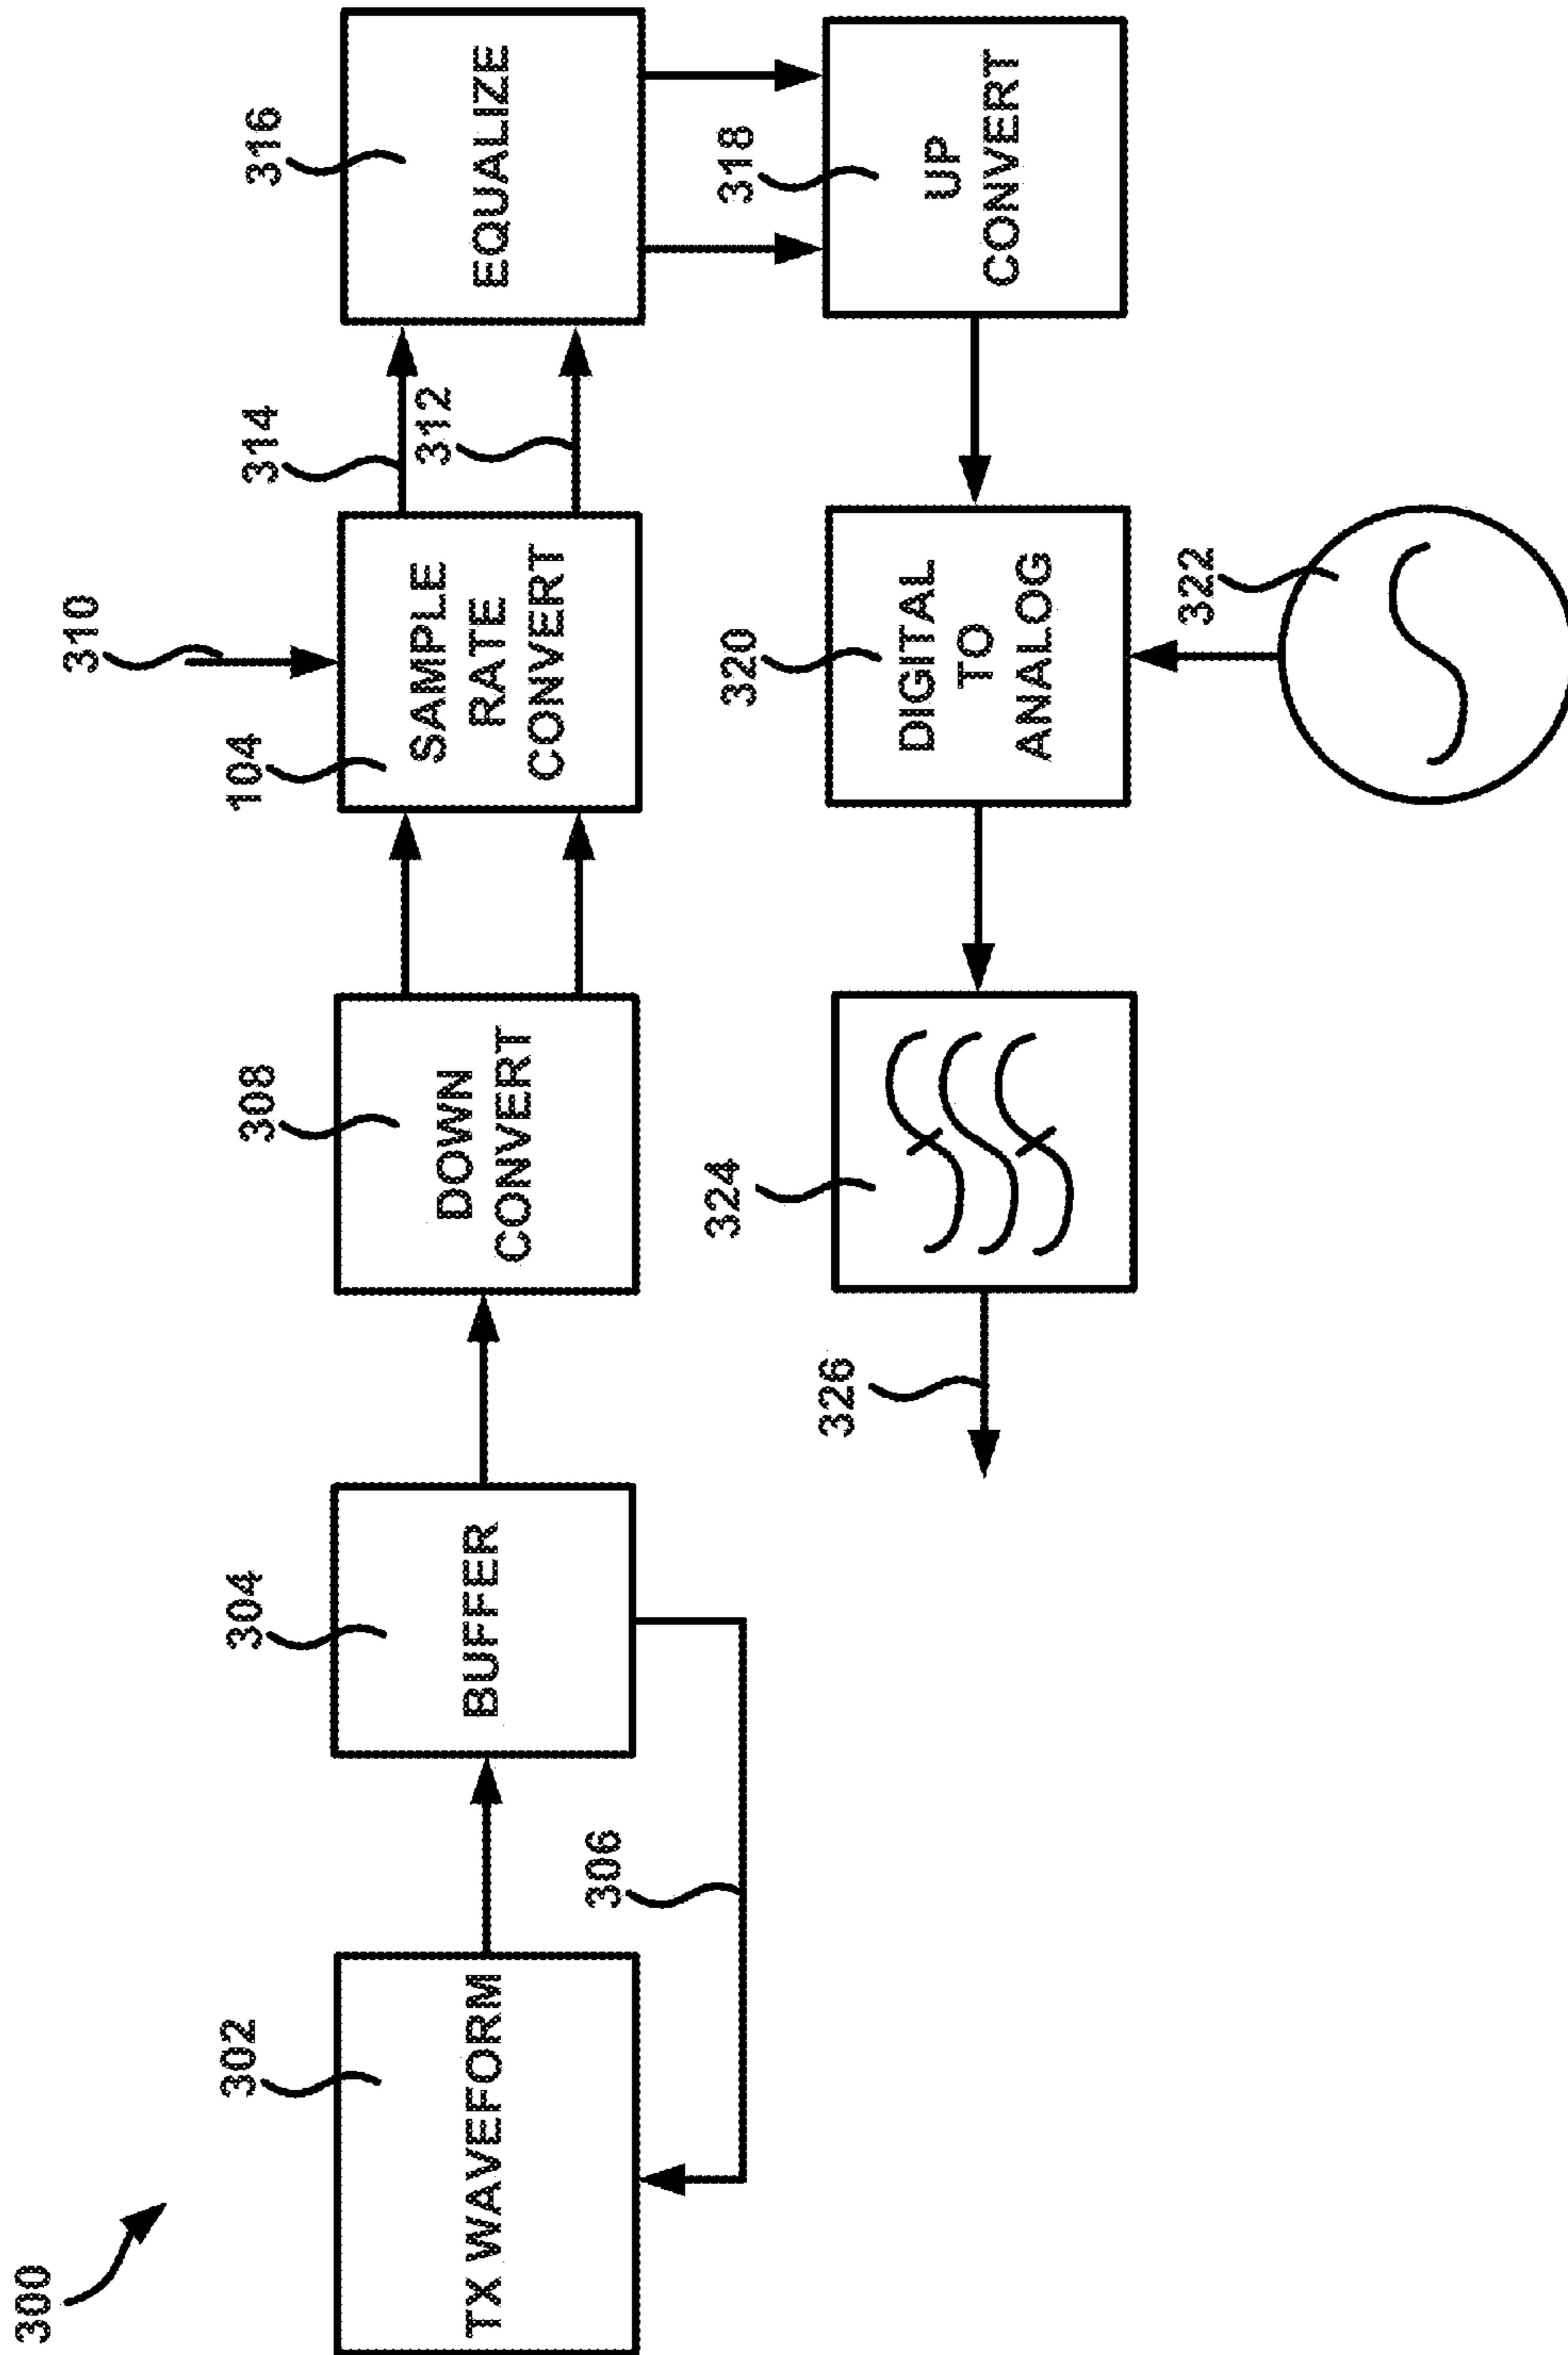 300
302
TX WAVEFORM
304
BUFFER
306
308
DOWN
CONVERT
310
104
SAMPLE
RATE
CONVERT
314
312
316
EQUALIZE
318
UP
CONVERT
320
DIGITAL
TO
ANALOG
322
324
326